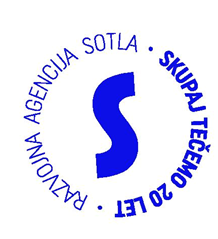 RAZVOJNA AGENCIJA SOTLA • SKUPAJ TEČEMO 20 LET •
S